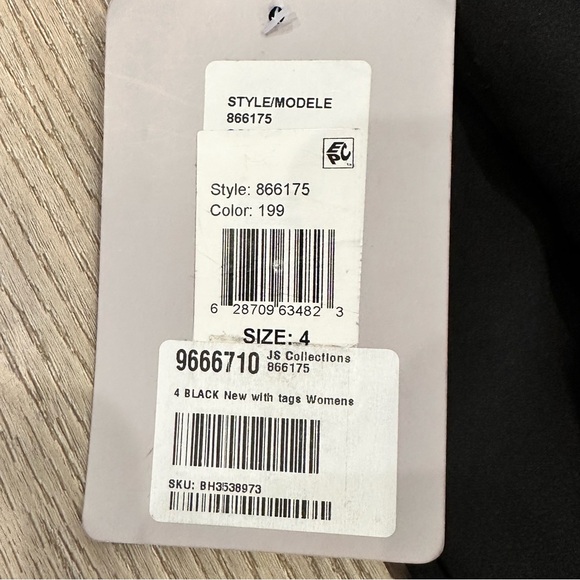 STYLE/MODELE
866175
EPC
Style: 866175
Color: 199
6 28709 63482 3
SIZE: 4
9666710 JS Collections
866175
4 BLACK New with tags Womens
SKU: BH3538973